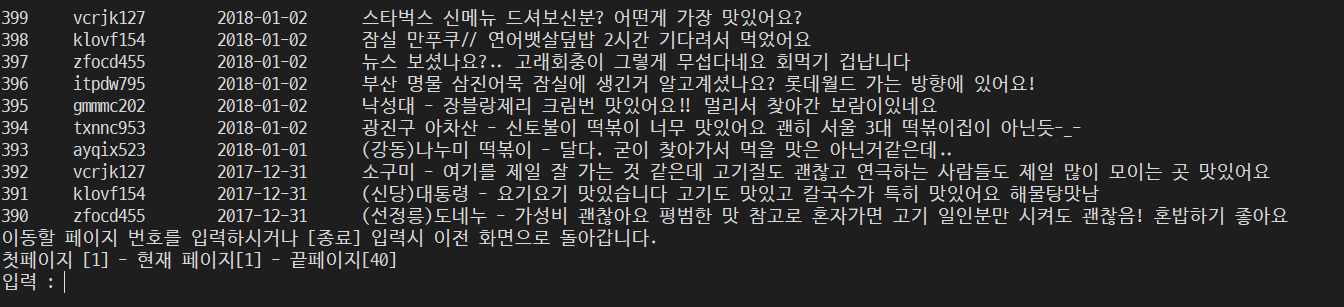 399 vcrjk127 2018-01-02 스타벅스 신메뉴 드셔보신분? 어떤게 가장 맛있어요?
398 klovf154 2018-01-02 잠실 만푸쿠// 연어뱃살덮밥 2시간 기다려서 먹었어요
397 zfocd455 2018-01-02 뉴스 보셨나요?.. 고래회충이 그렇게 무섭다네요 회먹기 겁납니다
396 itpdw795 2018-01-02 부산 명물 삼진어묵 잠실에 생긴거 알고계셨나요? 롯데월드 가는 방향에 있어요!
395 gmmmc202 2018-01-02 낙성대 - 장블랑제리 크림번 맛있어요!! 멀리서 찾아간 보람이있네요
394 txnnc953 2018-01-02 광진구 아차산 - 신토불이 떡볶이 너무 맛있어요 괜히 서울 3대 떡볶이집이 아닌듯-_-
393 ayqix523 2018-01-01 (강동)나누미 떡볶이 - 달다. 굳이 찾아가서 먹을 맛은 아닌거같은데..
392 vcrjk127 2017-12-31 소구미 - 여기를 제일 잘 가는 것 같은데 고기질도 괜찮고 연극하는 사람들도 제일 많이 모이는 곳 맛있어요
391 klovf154 2017-12-31 (신당)대통령 - 요기요기 맛있습니다 고기도 맛있고 칼국수가 특히 맛있어요 해물탕맛남
390 zfocd455 2017-12-31 (선정릉)도네누 - 가성비 괜찮아요 평범한 맛 참고로 혼자가면 고기 일인분만 시켜도 괜찮음! 혼밥하기 좋아요
이동할 페이지 번호를 입력하시거나 [종료] 입력시 이전 화면으로 돌아갑니다.
첫페이지 [1] - 현재 페이지[1] - 끝페이지[40]
입력 :